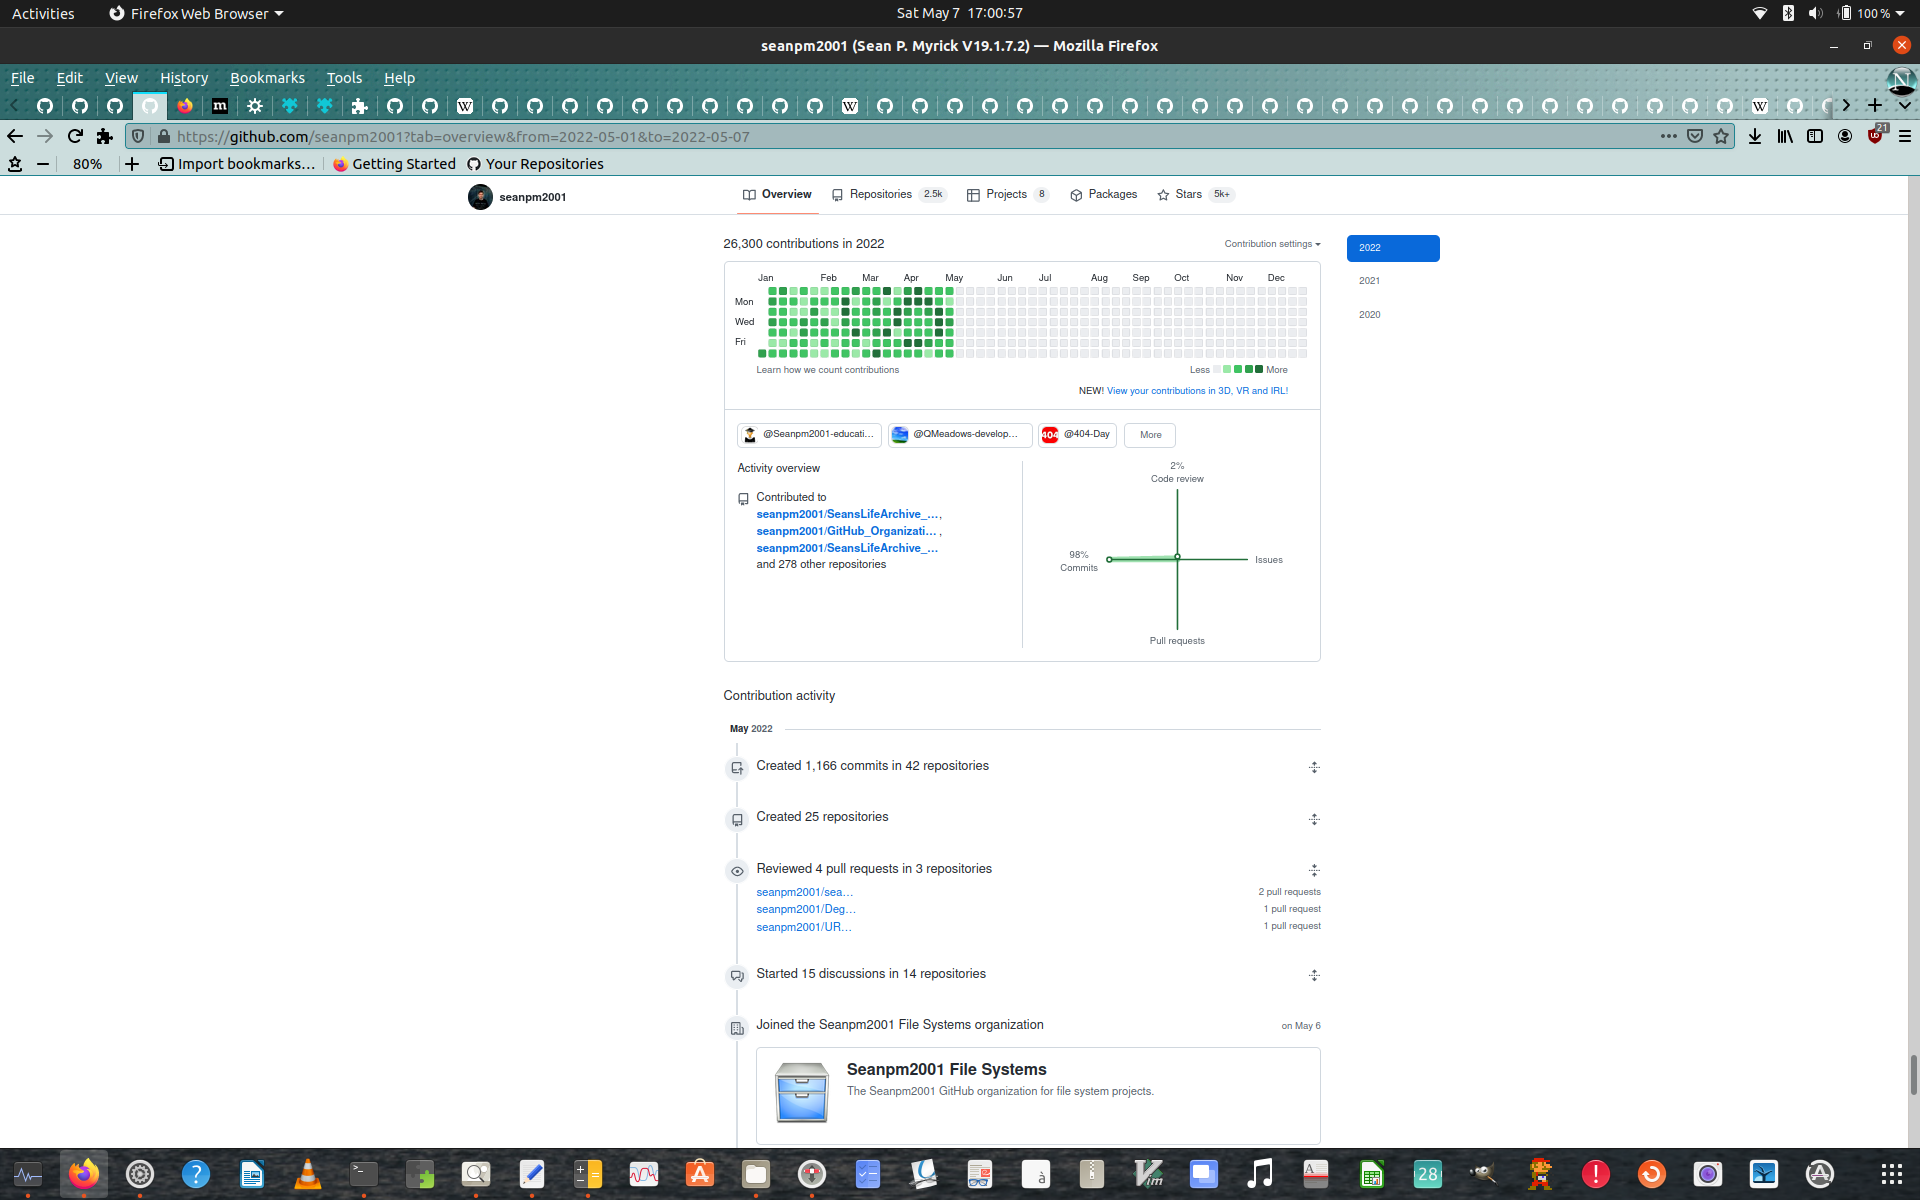 Activities
Firefox Web Browser
Sat May 7 17:00:57
100 %
seanpm2001 (Sean P. Myrick V19.1.7.2) — Mozilla Firefox
File Edit View History Bookmarks Tools Help
N
m
W
W
W
https://github.com/seanpm2001?tab=overview&from=2022-05-01&to=2022-05-07
21
80%
Import bookmarks…
Getting Started
Your Repositories
seanpm2001
Overview
Repositories 2.5k
Projects 8
Packages
Stars 5k+
26,300 contributions in 2022
Contribution settings
2022
2021
2020
Jan Feb Mar Apr May Jun Jul Aug Sep Oct Nov Dec
Mon
Wed
Fri
Learn how we count contributions
Less More
NEW! View your contributions in 3D, VR and IRL!
@Seanpm2001-educati…
@QMeadows-develop…
404 @404-Day
More
Activity overview
Contributed to
seanpm2001/SeansLifeArchive_…,
seanpm2001/GitHub_Organizati… ,
seanpm2001/SeansLifeArchive_…
and 278 other repositories
2%
Code review
98%
Commits
Issues
Pull requests
Contribution activity
May 2022
Created 1,166 commits in 42 repositories
Created 25 repositories
Reviewed 4 pull requests in 3 repositories
seanpm2001/sea… 2 pull requests
seanpm2001/Deg… 1 pull request
seanpm2001/UR… 1 pull request
Started 15 discussions in 14 repositories
Joined the Seanpm2001 File Systems organization
on May 6
Seanpm2001 File Systems
The Seanpm2001 GitHub organization for file system projects.
?
>_
A
à
Vim
A
28
!
A